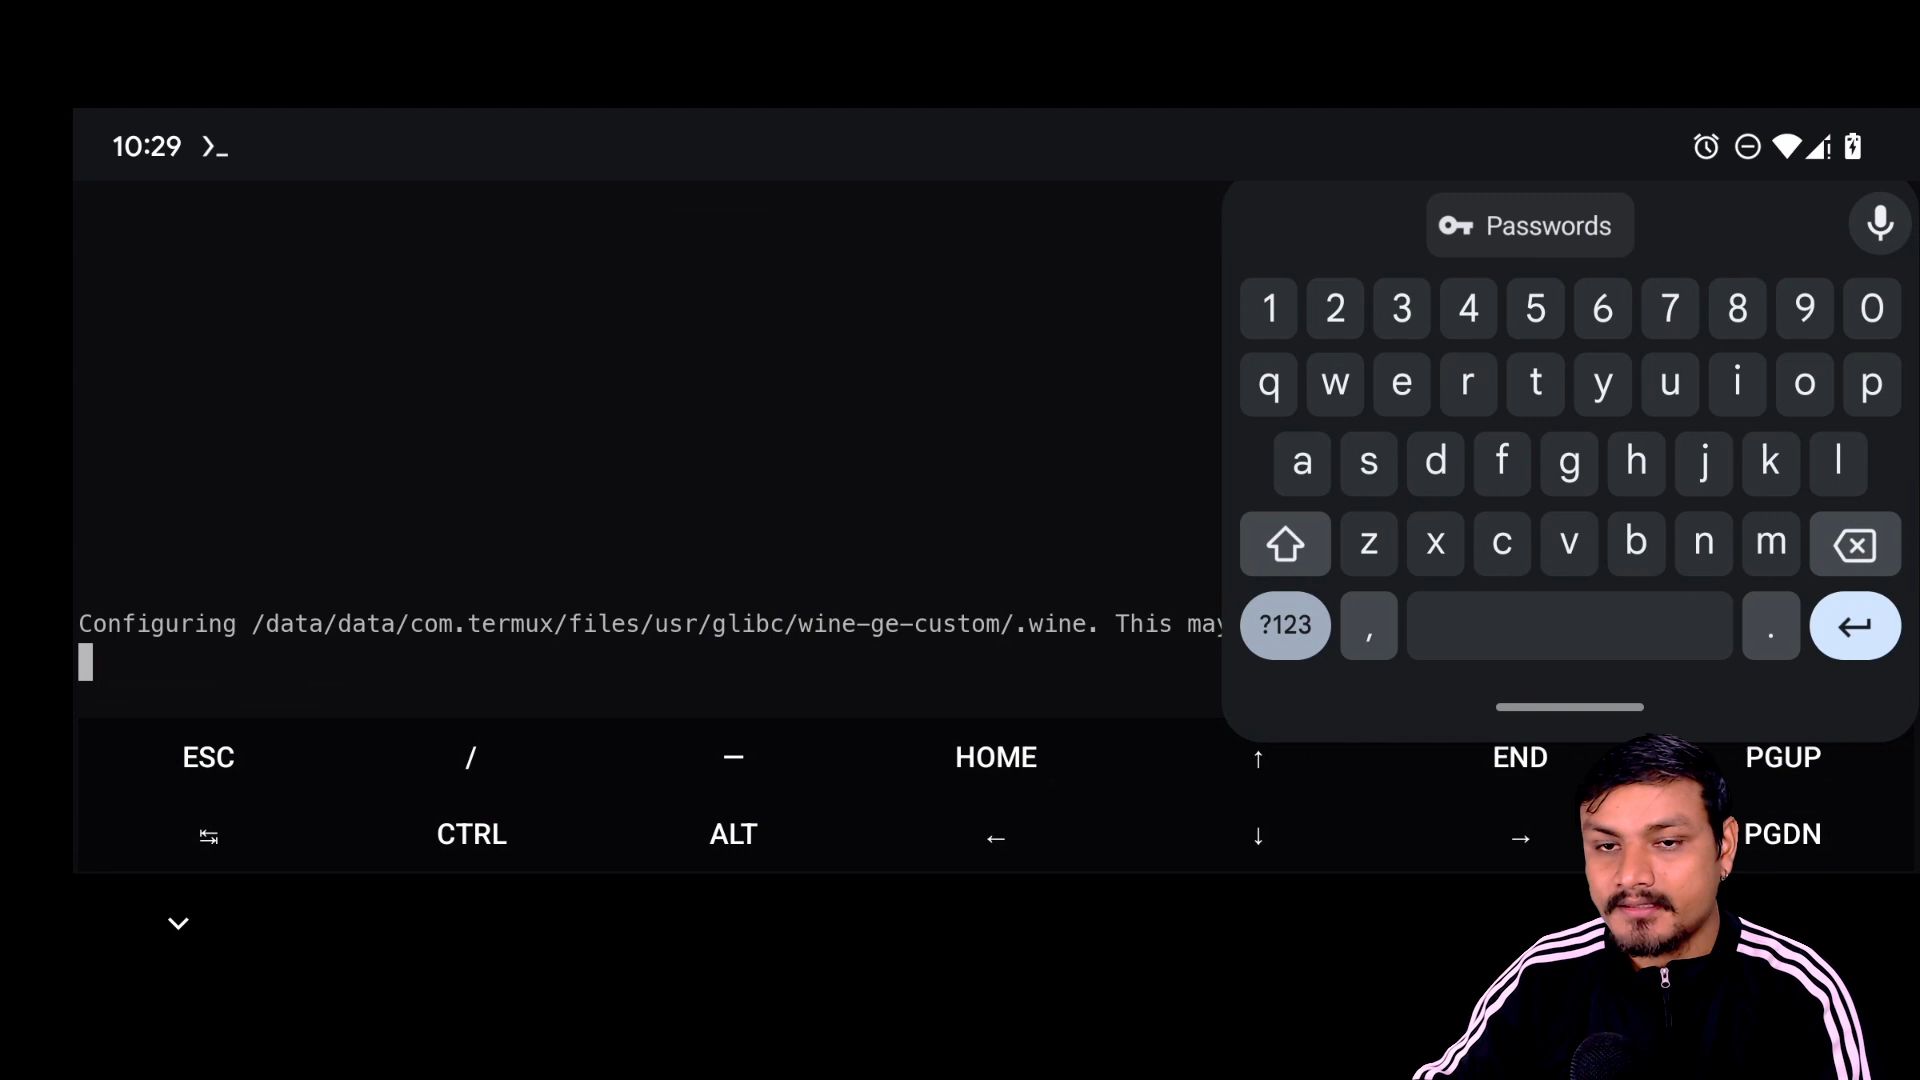 10:29
Passwords
1 2 3 4 5 6 7 8 9 0
q w e r t y u i o p
a s d f g h j k l
z x c v b n m
Configuring /data/data/com.termux/files/usr/glibc/wine-ge-custom/.wine. This may
?123 , .
ESC / — HOME ↑ END PGUP
↹ CTRL ALT ← ↓ → PGDN